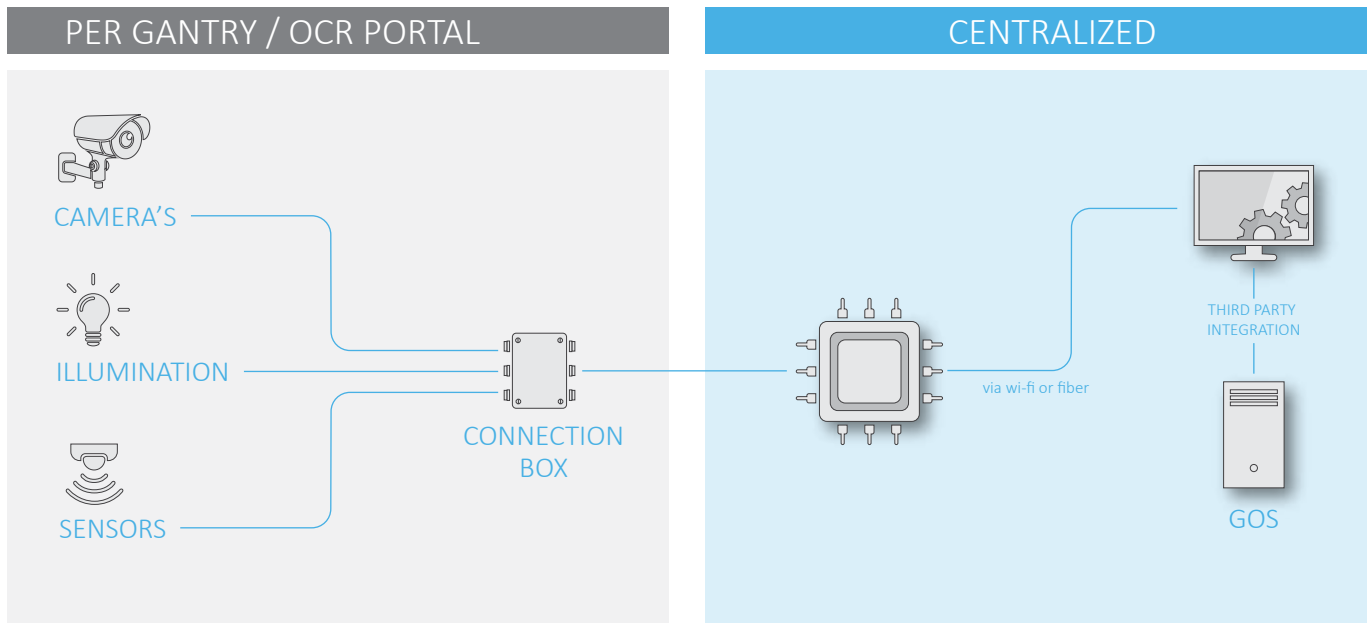 PER GANTRY / OCR PORTAL
CENTRALIZED
CAMERA’S
ILLUMINATION
SENSORS
CONNECTION
BOX
via wi-fi or fiber
THIRD PARTY
INTEGRATION
GOS